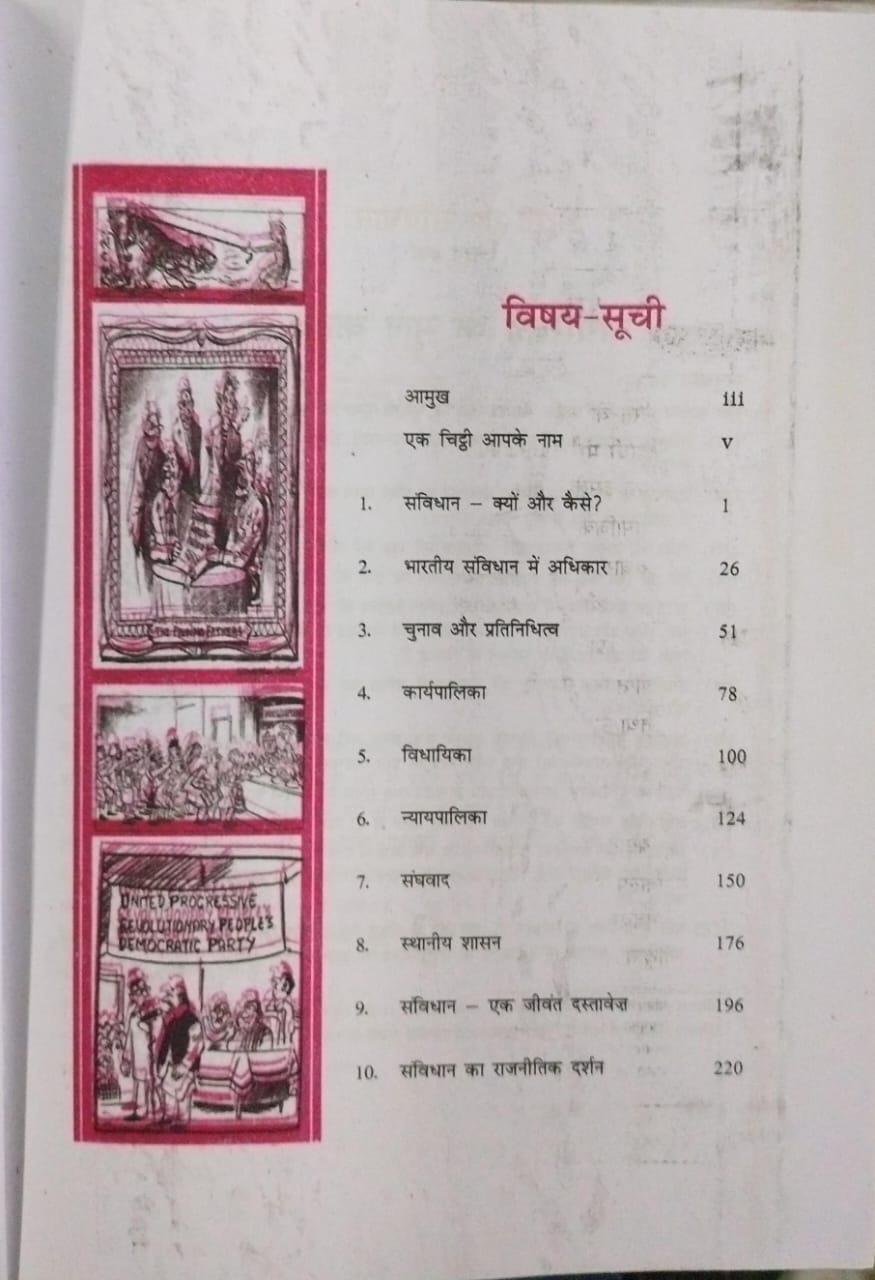 विषय-सूची
आमुख iii
एक चिट्ठी आपके नाम v
1. संविधान – क्यों और कैसे? 1
2. भारतीय संविधान में अधिकार 26
3. चुनाव और प्रतिनिधित्व 51
4. कार्यपालिका 78
5. विधायिका 100
6. न्यायपालिका 124
7. संघवाद 150
8. स्थानीय शासन 176
9. संविधान – एक जीवंत दस्तावेज़ 196
10. संविधान का राजनीतिक दर्शन 220
UNITED PROGRESSIVE
REVOLUTIONARY PEOPLE'S
DEMOCRATIC PARTY